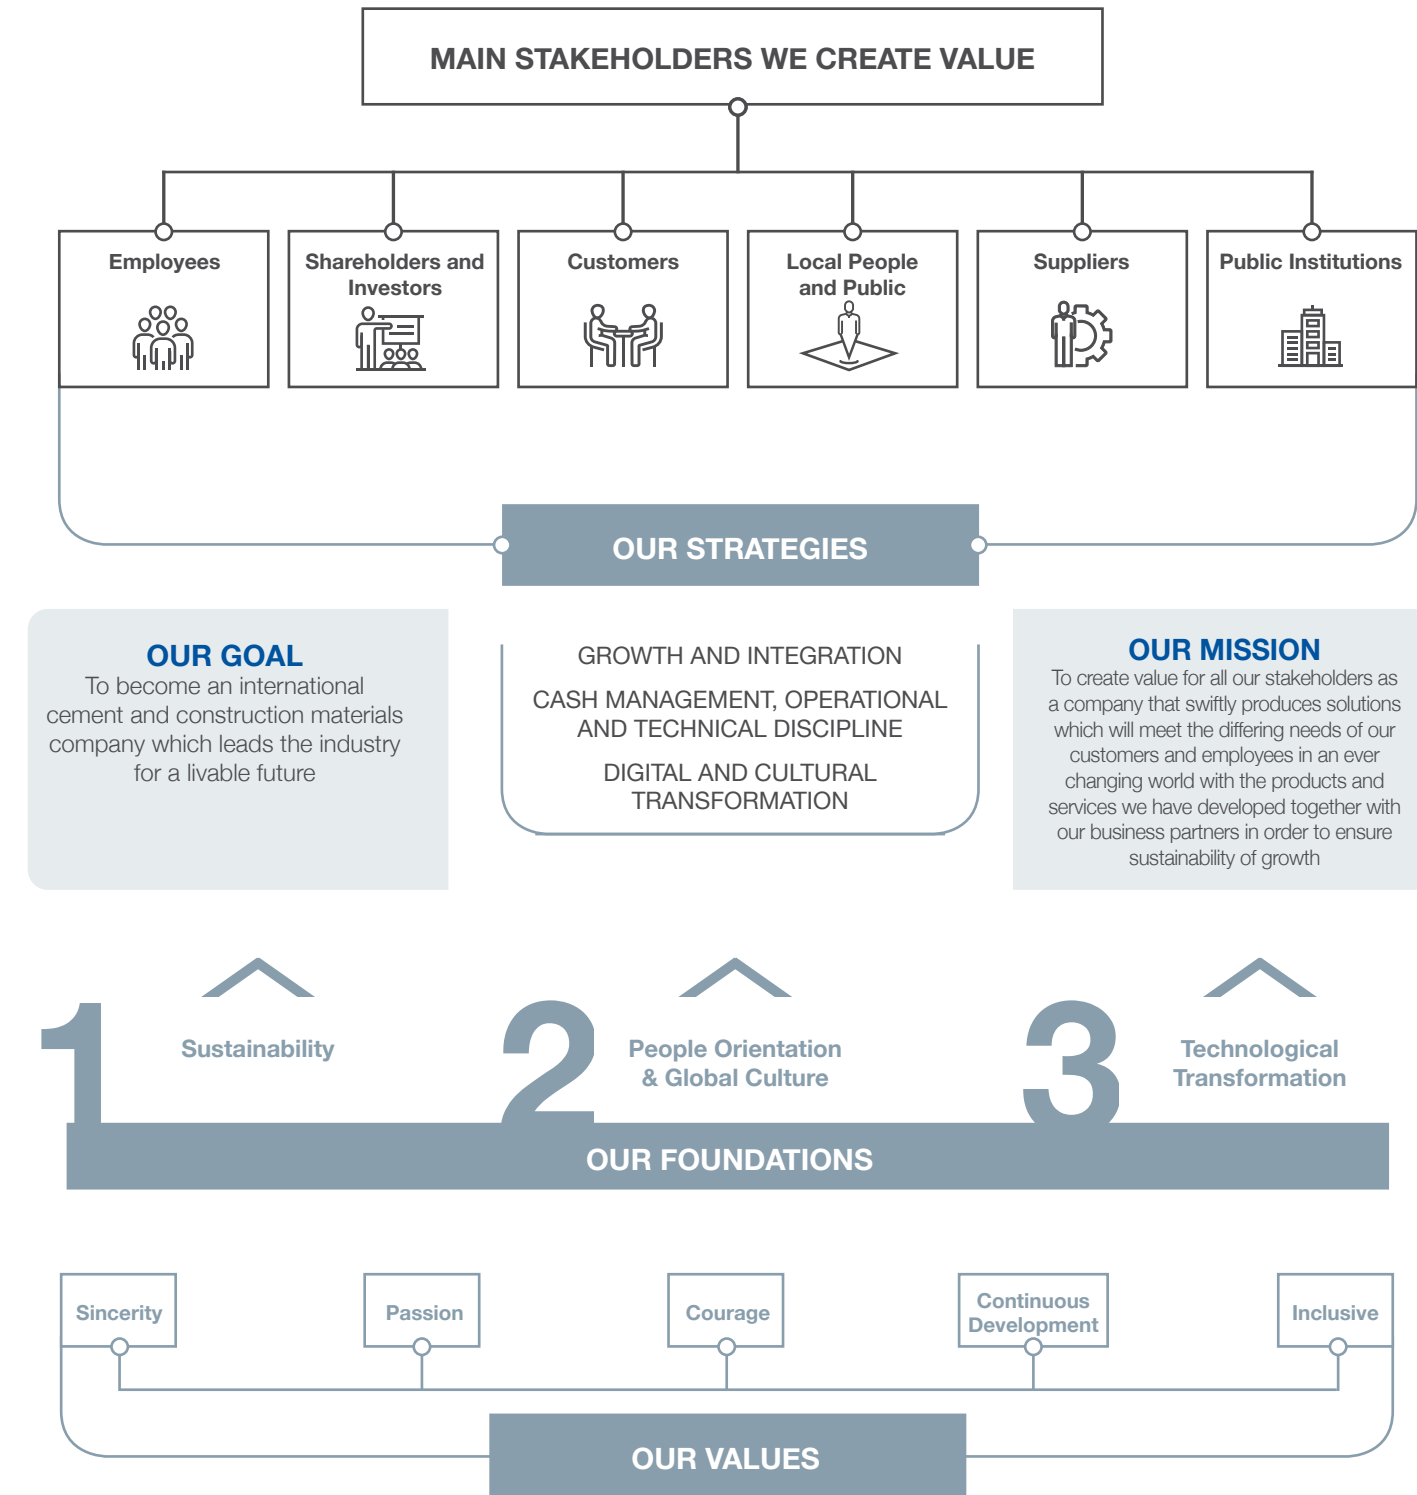 MAIN STAKEHOLDERS WE CREATE VALUE
Employees
Shareholders and
Investors
Customers
Local People
and Public
Suppliers
Public Institutions
OUR STRATEGIES
OUR GOAL
To become an international
cement and construction materials
company which leads the industry
for a livable future
GROWTH AND INTEGRATION
CASH MANAGEMENT, OPERATIONAL
AND TECHNICAL DISCIPLINE
DIGITAL AND CULTURAL
TRANSFORMATION
OUR MISSION
To create value for all our stakeholders as
a company that swiftly produces solutions
which will meet the differing needs of our
customers and employees in an ever
changing world with the products and
services we have developed together with
our business partners in order to ensure
sustainability of growth
1
Sustainability
2
People Orientation
& Global Culture
3
Technological
Transformation
OUR FOUNDATIONS
Sincerity
Passion
Courage
Continuous
Development
Inclusive
OUR VALUES